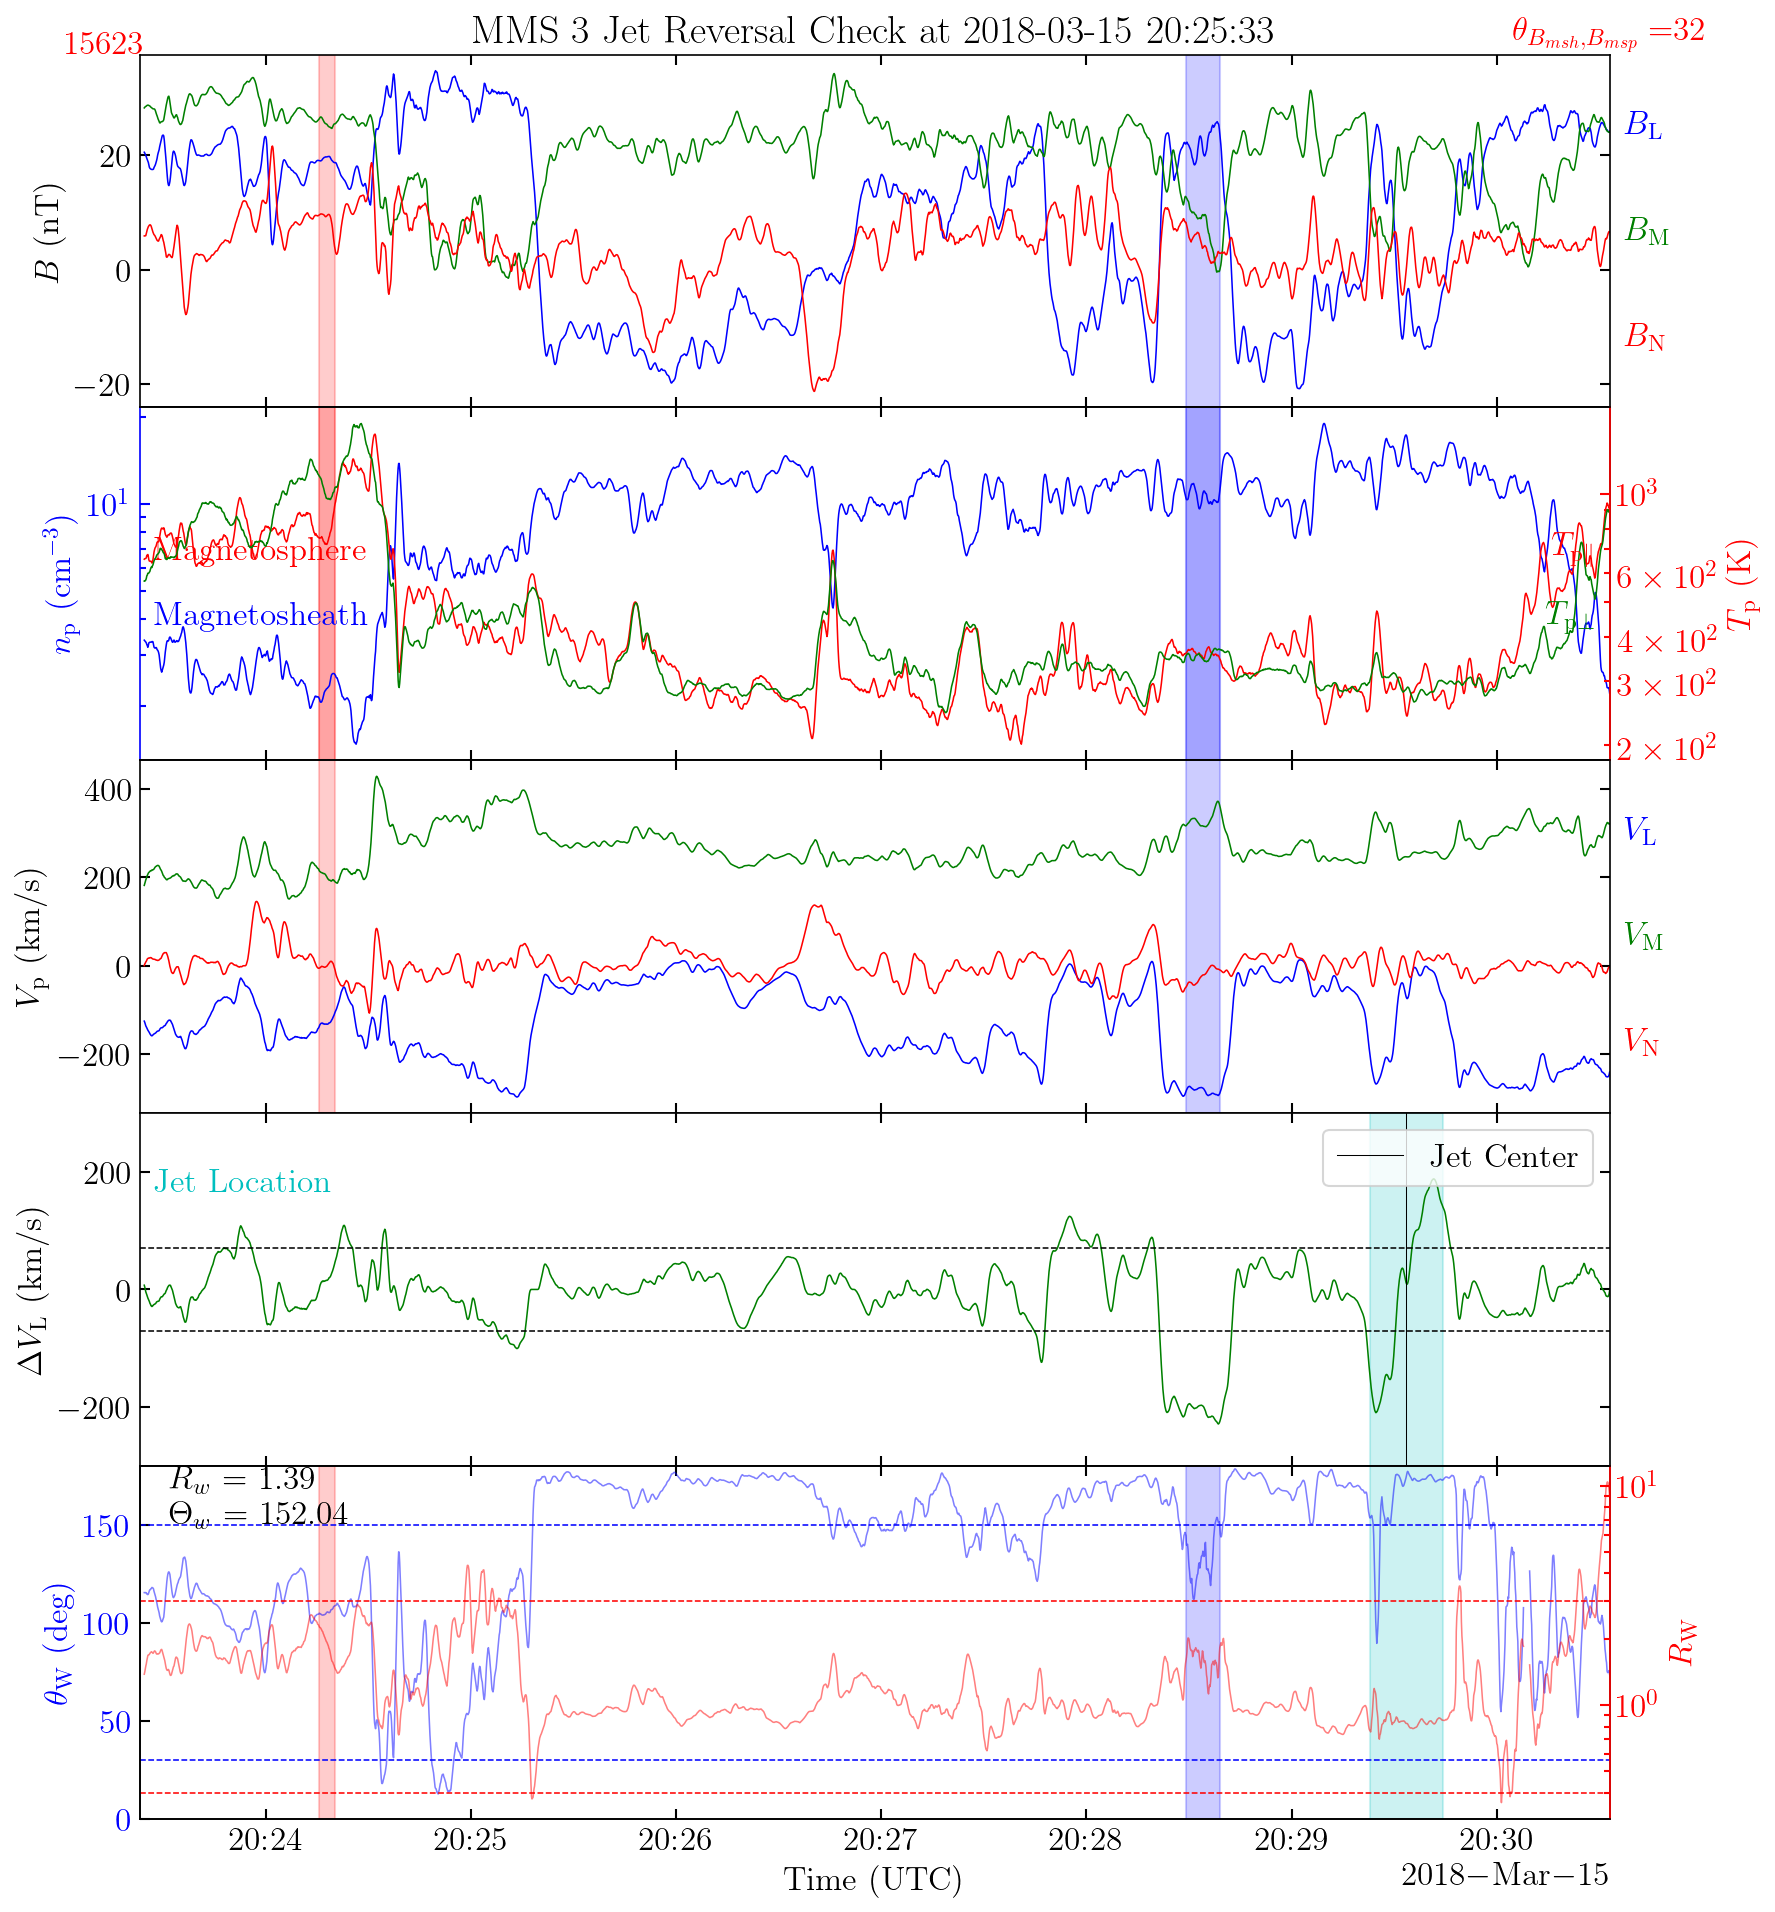 MMS 3 Jet Reversal Check at 2018-03-15 20:25:33
15623
θ_{B_{msh},B_{msp}} =32
20
0
−20
B (nT)
B_L
B_M
B_N
10^1
n_p (cm^{−3})
Magnetosphere
Magnetosheath
T_{p∥}
T_{p⊥}
10^3
6 × 10^2
4 × 10^2
3 × 10^2
2 × 10^2
T_p (K)
400
200
0
−200
V_p (km/s)
V_L
V_M
V_N
200
0
−200
ΔV_L (km/s)
Jet Location
Jet Center
R_w = 1.39
Θ_w = 152.04
150
100
50
0
θ_W (deg)
10^1
10^0
R_W
20:24 20:25 20:26 20:27 20:28 20:29 20:30
Time (UTC)
2018−Mar−15